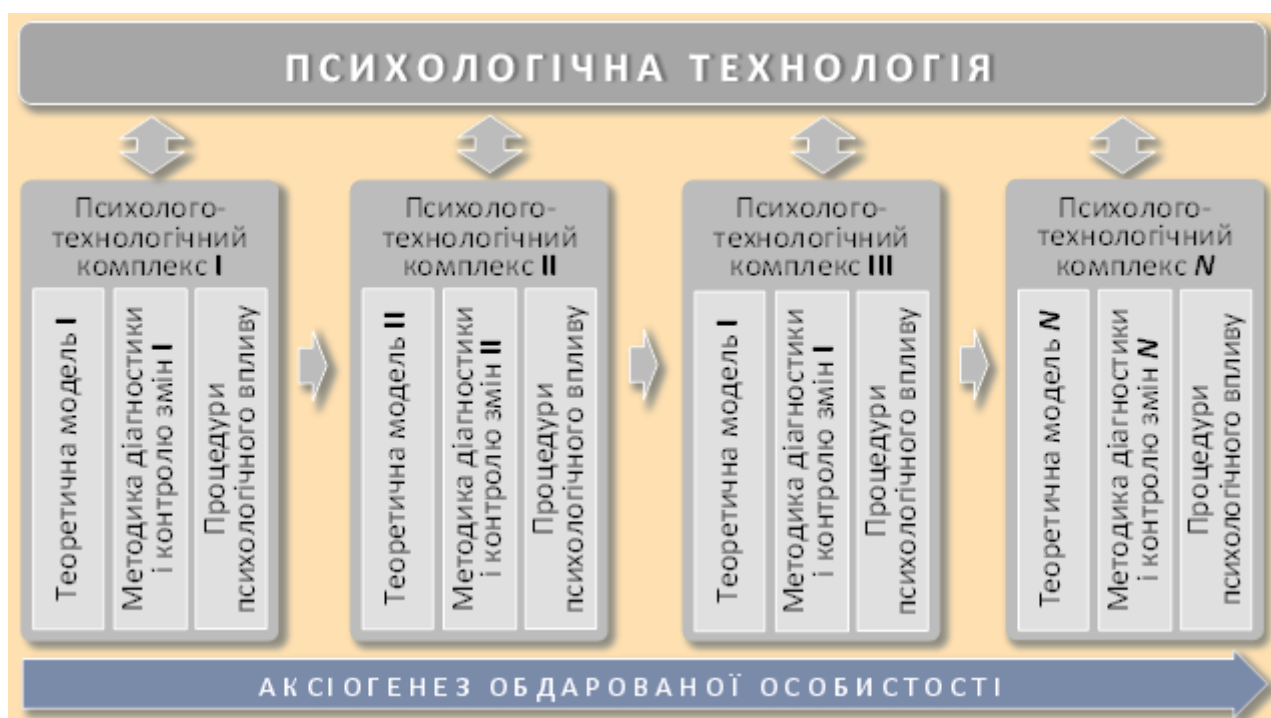 ПСИХОЛОГІЧНА ТЕХНОЛОГІЯ
Психолого-
технологічний
комплекс I
Теоретична модель I
Методика діагностики
і контролю змін I
Процедури
психологічного впливу
Психолого-
технологічний
комплекс II
Теоретична модель II
Методика діагностики
і контролю змін II
Процедури
психологічного впливу
Психолого-
технологічний
комплекс III
Теоретична модель I
Методика діагностики
і контролю змін I
Процедури
психологічного впливу
Психолого-
технологічний
комплекс N
Теоретична модель N
Методика діагностики
і контролю змін N
Процедури
психологічного впливу
АКСІОГЕНЕЗ ОБДАРОВАНОЇ ОСОБИСТОСТІ